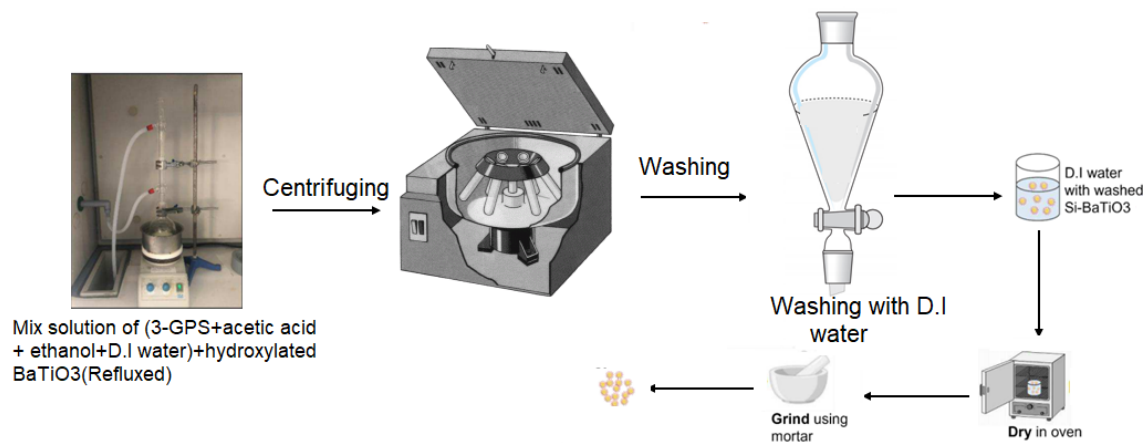 Centrifuging
Washing
D.I water
with washed
Si-BaTiO3
Mix solution of (3-GPS+acetic acid
+ ethanol+D.I water)+hydroxylated
BaTiO3(Refluxed)
Washing with D.I
water
Grind using
mortar
Dry in oven